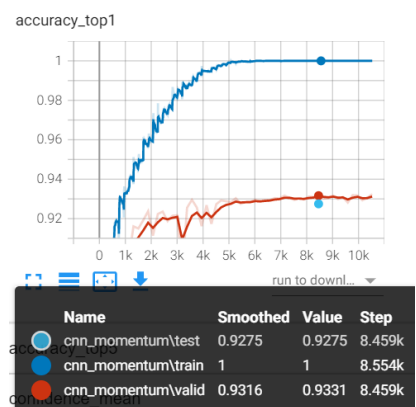 accuracy_top1
1
0.98
0.96
0.94
0.92
0 1k 2k 3k 4k 5k 6k 7k 8k 9k 10k
run to downl...
Name Smoothed Value Step
cnn_momentum\test 0.9275 0.9275 8.459k
accuracy_top5
cnn_momentum\train 1 1 8.554k
cnn_momentum\valid 0.9316 0.9331 8.459k
confidence_mean